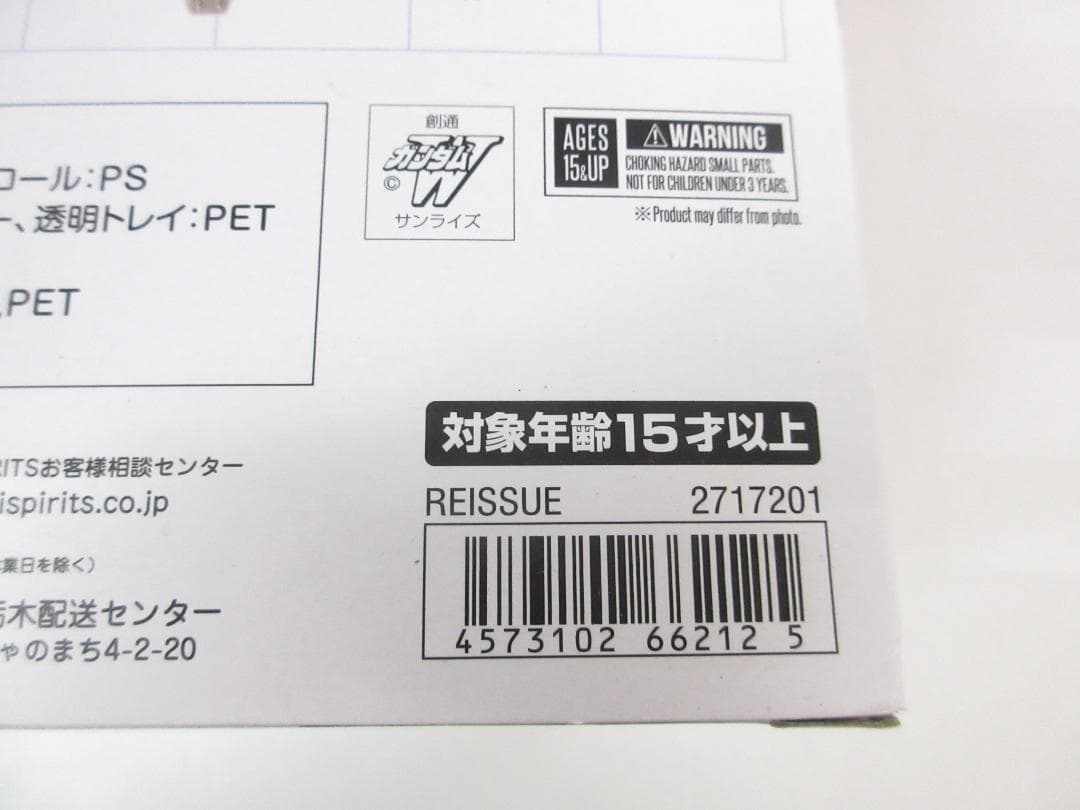 コール:PS
ー、透明トレイ:PET
,PET
創通
ガンダムW
©
サンライズ
AGES
15&UP
⚠WARNING
CHOKING HAZARD SMALL PARTS.
NOT FOR CHILDREN UNDER 3 YEARS.
※Product may differ from photo.
対象年齢15才以上
REISSUE 2717201
4573102 66212 5
RITSお客様相談センター
ispirits.co.jp
業日を除く)
木配送センター
ゃのまち4-2-20